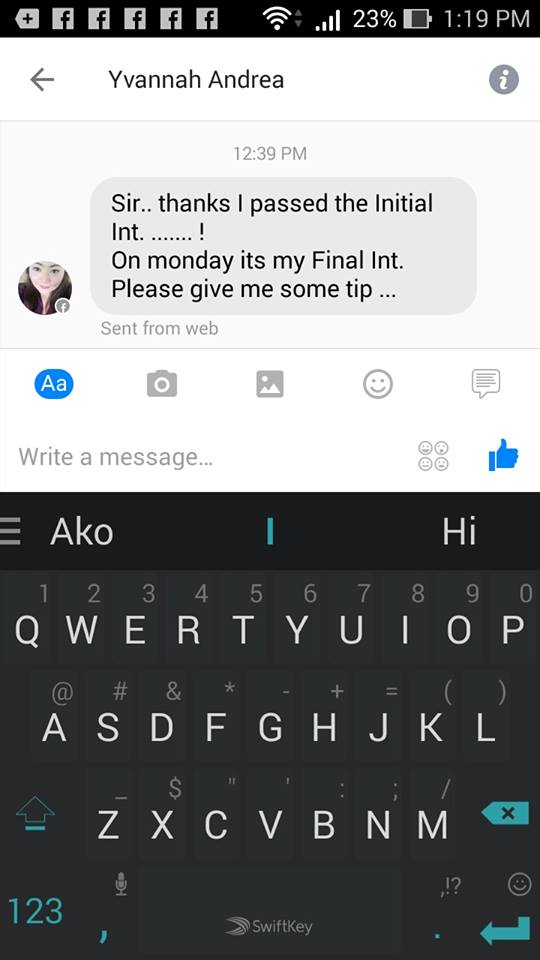 23% 1:19 PM
Yvannah Andrea
12:39 PM
Sir.. thanks I passed the Initial
Int. ....... !
On monday its my Final Int.
Please give me some tip ...
Sent from web
Aa
Write a message...
Ako I Hi
1 2 3 4 5 6 7 8 9 0
Q W E R T Y U I O P
@ # & * - + = ( )
A S D F G H J K L
_ $ " ' : ; /
Z X C V B N M
,!?
123 , SwiftKey .